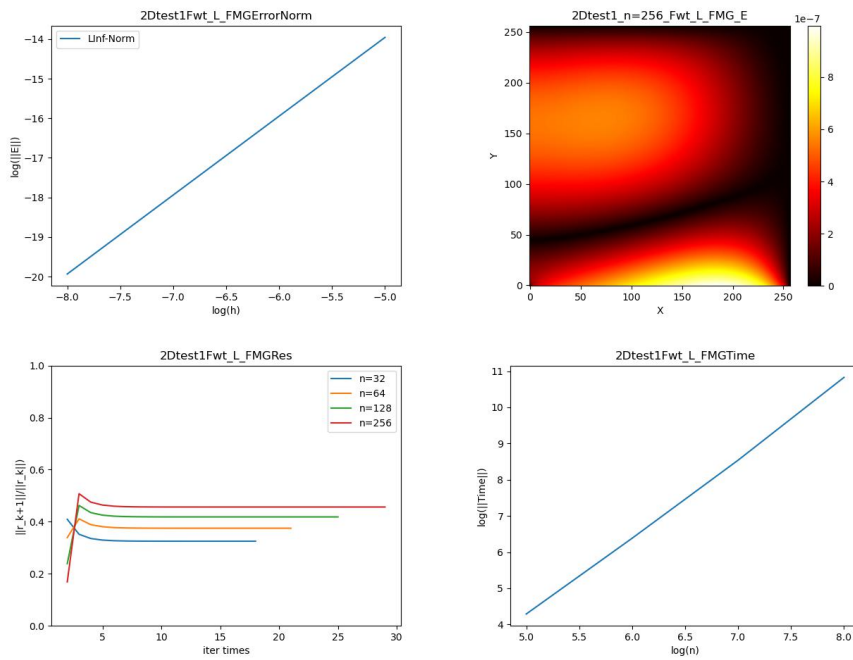 2Dtest1Fwt_L_FMGErrorNorm
LInf-Norm
log(||E||)
−14
−15
−16
−17
−18
−19
−20
−8.0 −7.5 −7.0 −6.5 −6.0 −5.5 −5.0
log(h)
2Dtest1_n=256_Fwt_L_FMG_E
1e−7
Y
250
200
150
100
50
0
0 50 100 150 200 250
X
8
6
4
2
0
2Dtest1Fwt_L_FMGRes
n=32
n=64
n=128
n=256
||r_k+1||/||r_k||
1.0
0.8
0.6
0.4
0.2
0.0
5 10 15 20 25 30
iter times
2Dtest1Fwt_L_FMGTime
log(||Time||)
11
10
9
8
7
6
5
4
5.0 5.5 6.0 6.5 7.0 7.5 8.0
log(n)